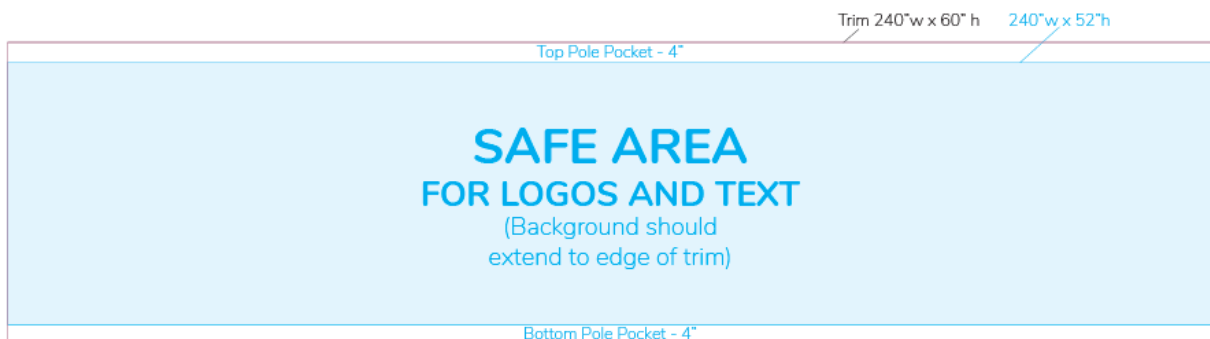 Trim 240"w x 60" h 240"w x 52"h
Top Pole Pocket - 4"
SAFE AREA
FOR LOGOS AND TEXT
(Background should
extend to edge of trim)
Bottom Pole Pocket - 4"